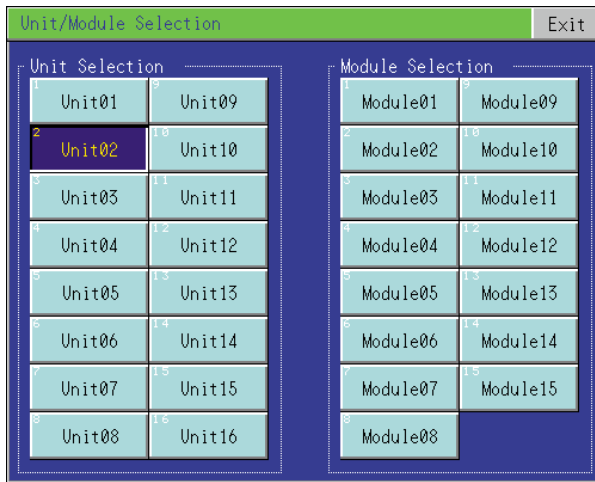 Unit/Module Selection Exit
Unit Selection
1 Unit01 9 Unit09
2 Unit02 10 Unit10
3 Unit03 11 Unit11
4 Unit04 12 Unit12
5 Unit05 13 Unit13
6 Unit06 14 Unit14
7 Unit07 15 Unit15
8 Unit08 16 Unit16
Module Selection
1 Module01 9 Module09
2 Module02 10 Module10
3 Module03 11 Module11
4 Module04 12 Module12
5 Module05 13 Module13
6 Module06 14 Module14
7 Module07 15 Module15
8 Module08